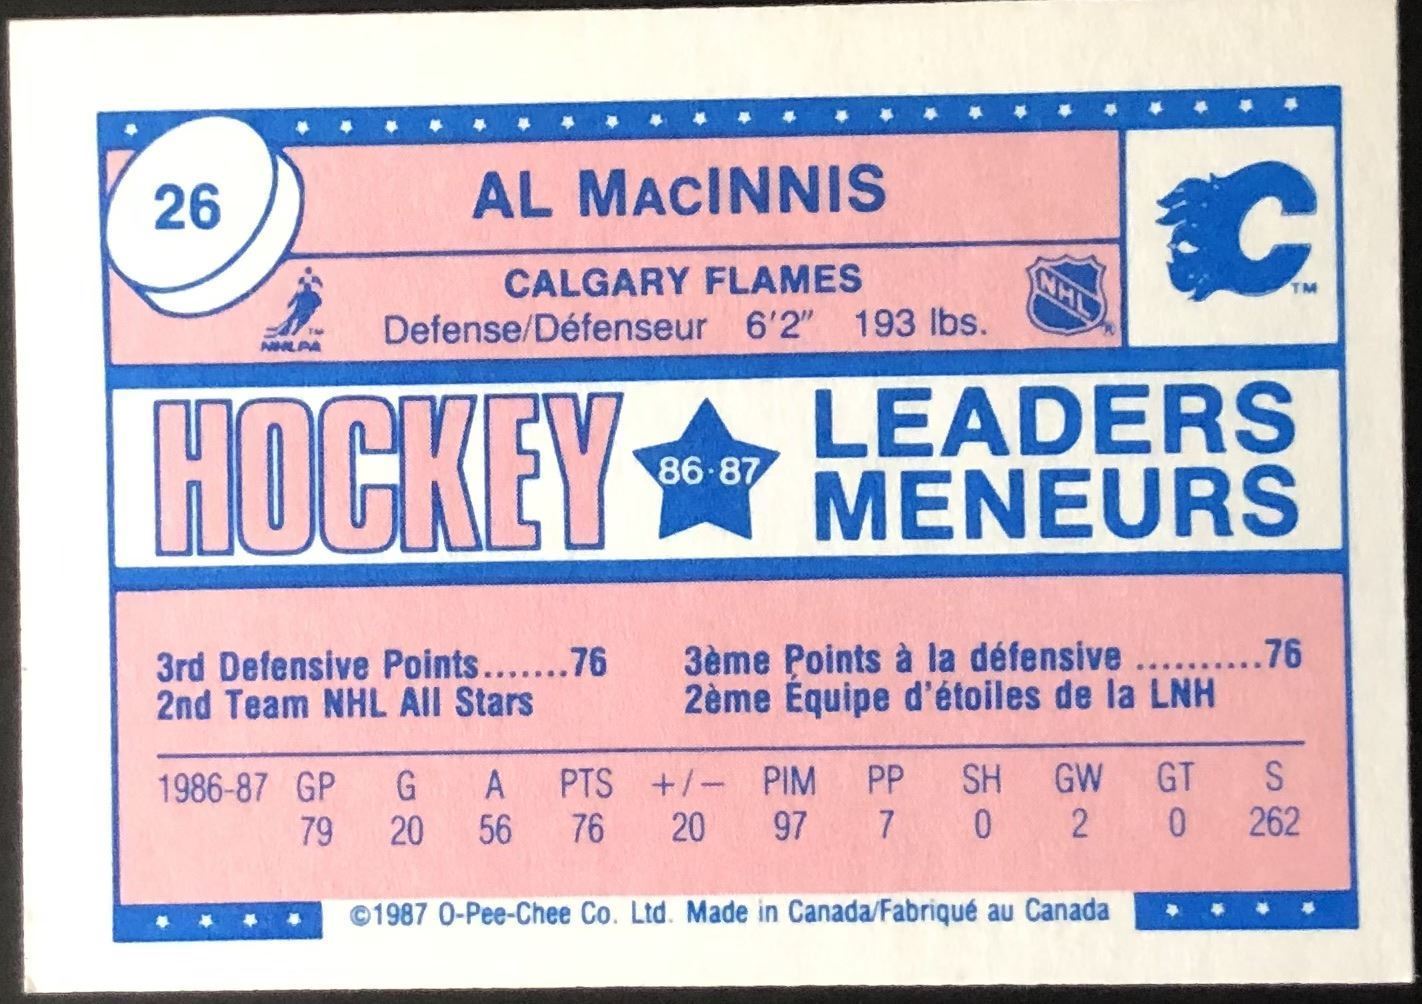 26
AL MacINNIS
CALGARY FLAMES
Defense/Défenseur 6'2" 193 lbs.
NHLPA TM
NHL ®
TM
HOCKEY 86·87 LEADERS
MENEURS
3rd Defensive Points.......76
2nd Team NHL All Stars
3ème Points à la défensive ..........76
2ème Équipe d'étoiles de la LNH
1986-87 GP G A PTS +/− PIM PP SH GW GT S
79 20 56 76 20 97 7 0 2 0 262
©1987 O-Pee-Chee Co. Ltd. Made in Canada/Fabriqué au Canada